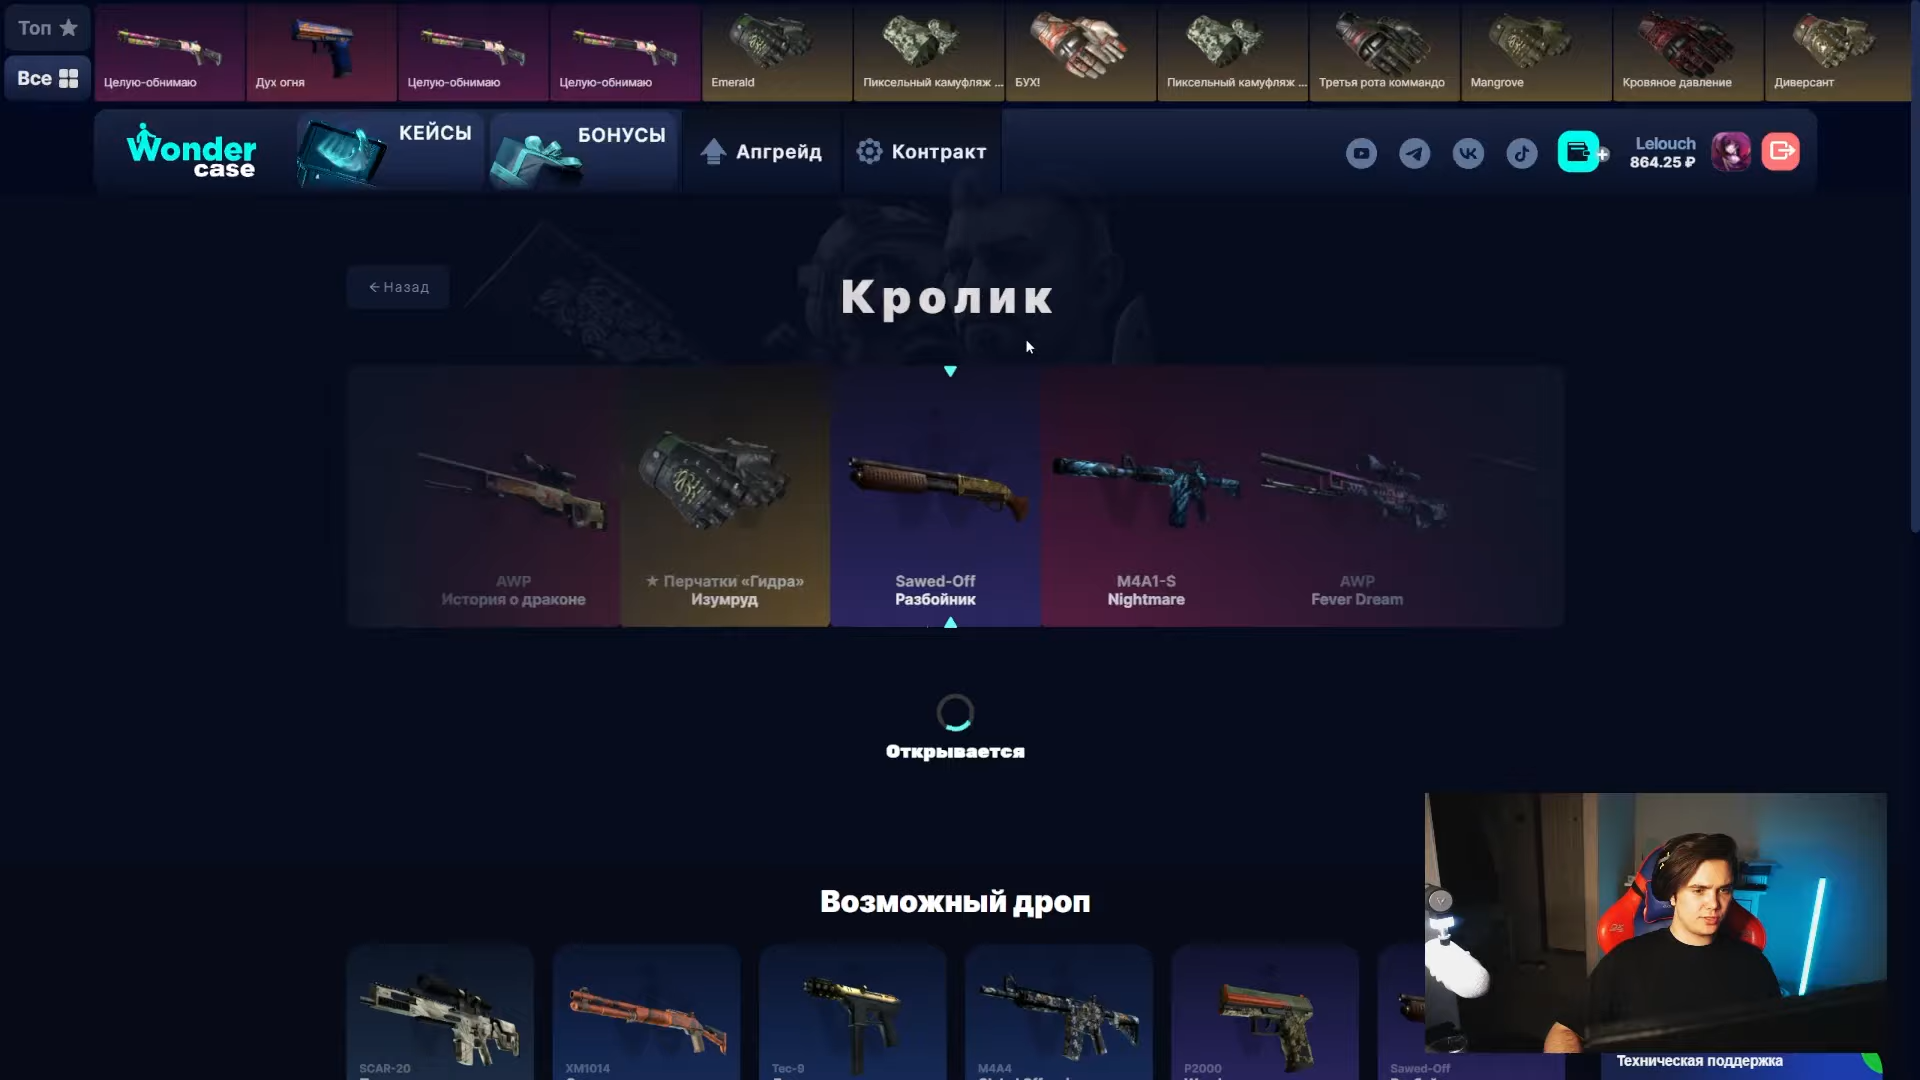 Топ
Все
Целую-обнимаю
Дух огня
Целую-обнимаю
Целую-обнимаю
Emerald
Пиксельный камуфляж ...
БУХ!
Пиксельный камуфляж ...
Третья рота коммандо
Mangrove
Кровяное давление
Диверсант
Wonder
case
КЕЙСЫ
БОНУСЫ
Апгрейд
Контракт
Lelouch
864.25 ₽
← Назад
Кролик
AWP
История о драконе
★ Перчатки «Гидра»
Изумруд
Sawed-Off
Разбойник
M4A1-S
Nightmare
AWP
Fever Dream
Открывается
Возможный дроп
SCAR-20
XM1014
Tec-9
M4A4
P2000
Sawed-Off
Техническая поддержка